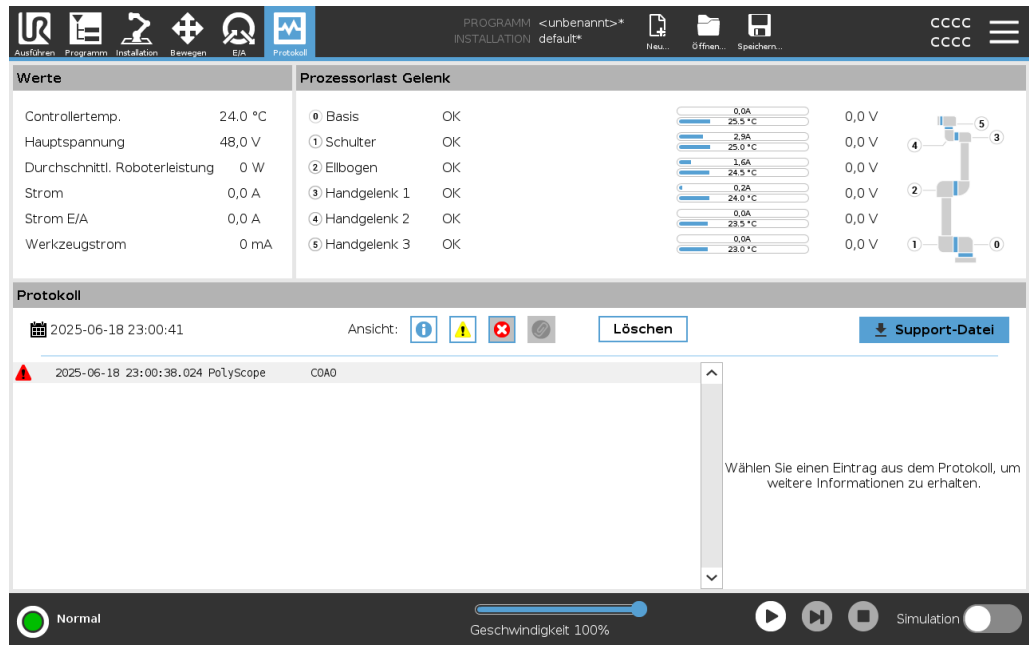 PROGRAMM <unbenannt>*
INSTALLATION default*
Ausführen Programm Installation Bewegen E/A Protokoll
Neu... Öffnen... Speichern...
CCCC
CCCC
Werte
Controllertemp. 24.0 °C
Hauptspannung 48,0 V
Durchschnittl. Roboterleistung 0 W
Strom 0,0 A
Strom E/A 0,0 A
Werkzeugstrom 0 mA
Prozessorlast Gelenk
0 Basis OK 0,0A 25.5 °C 0,0 V
1 Schulter OK 2,9A 25.0 °C 0,0 V
2 Ellbogen OK 1,6A 24.5 °C 0,0 V
3 Handgelenk 1 OK 0,2A 24.0 °C 0,0 V
4 Handgelenk 2 OK 0,0A 23.5 °C 0,0 V
5 Handgelenk 3 OK 0,0A 23.0 °C 0,0 V
5
4 3
2
1 0
Protokoll
2025-06-18 23:00:41 Ansicht: Löschen Support-Datei
2025-06-18 23:00:38.024 PolyScope C0A0
Wählen Sie einen Eintrag aus dem Protokoll, um
weitere Informationen zu erhalten.
Normal
Geschwindigkeit 100%
Simulation